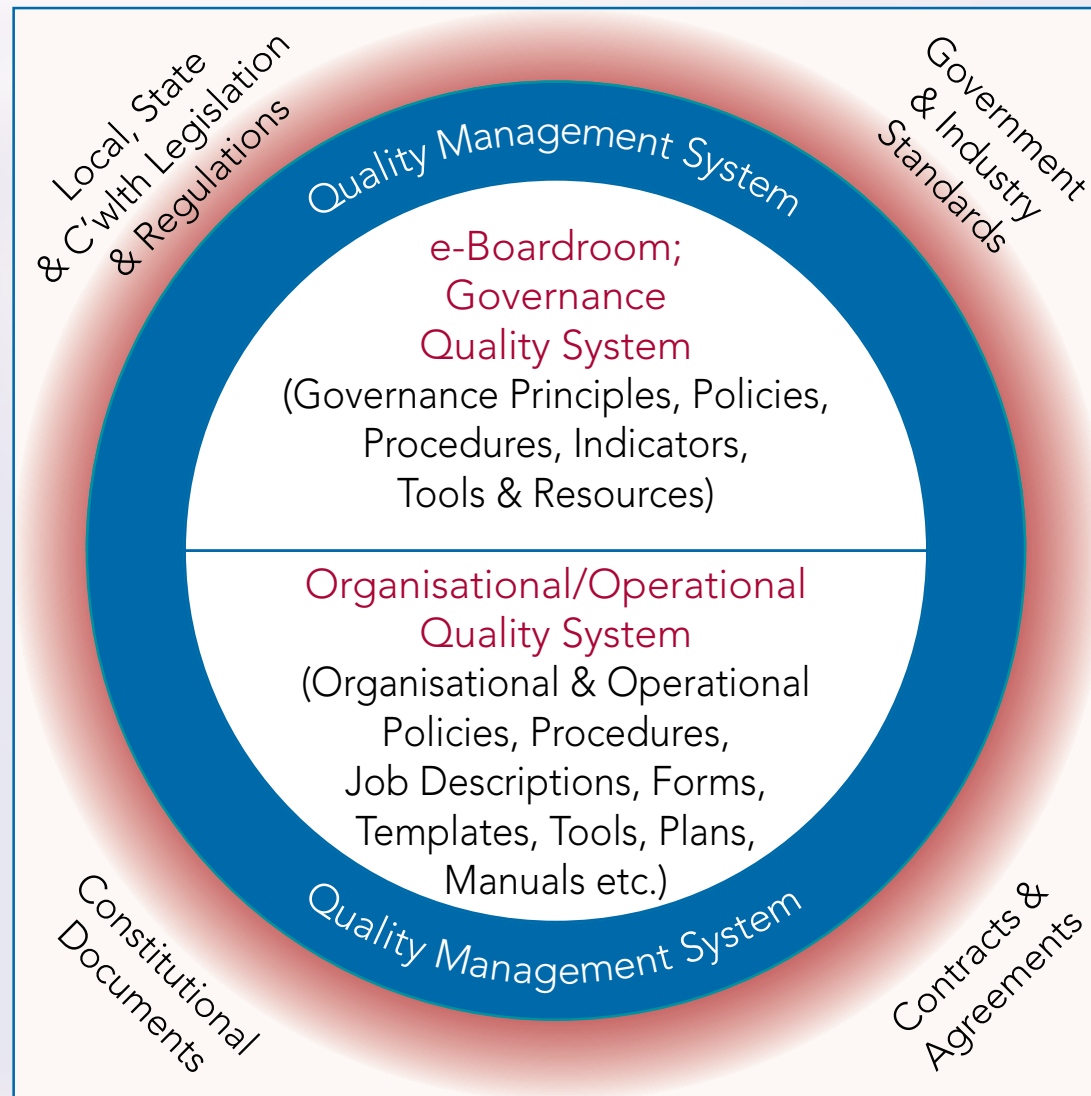 Local, State
& C'wlth Legislation
& Regulations
Government
& Industry
Standards
Quality Management System
e-Boardroom;
Governance
Quality System
(Governance Principles, Policies,
Procedures, Indicators,
Tools & Resources)
Organisational/Operational
Quality System
(Organisational & Operational
Policies, Procedures,
Job Descriptions, Forms,
Templates, Tools, Plans,
Manuals etc.)
Quality Management System
Constitutional
Documents
Contracts &
Agreements